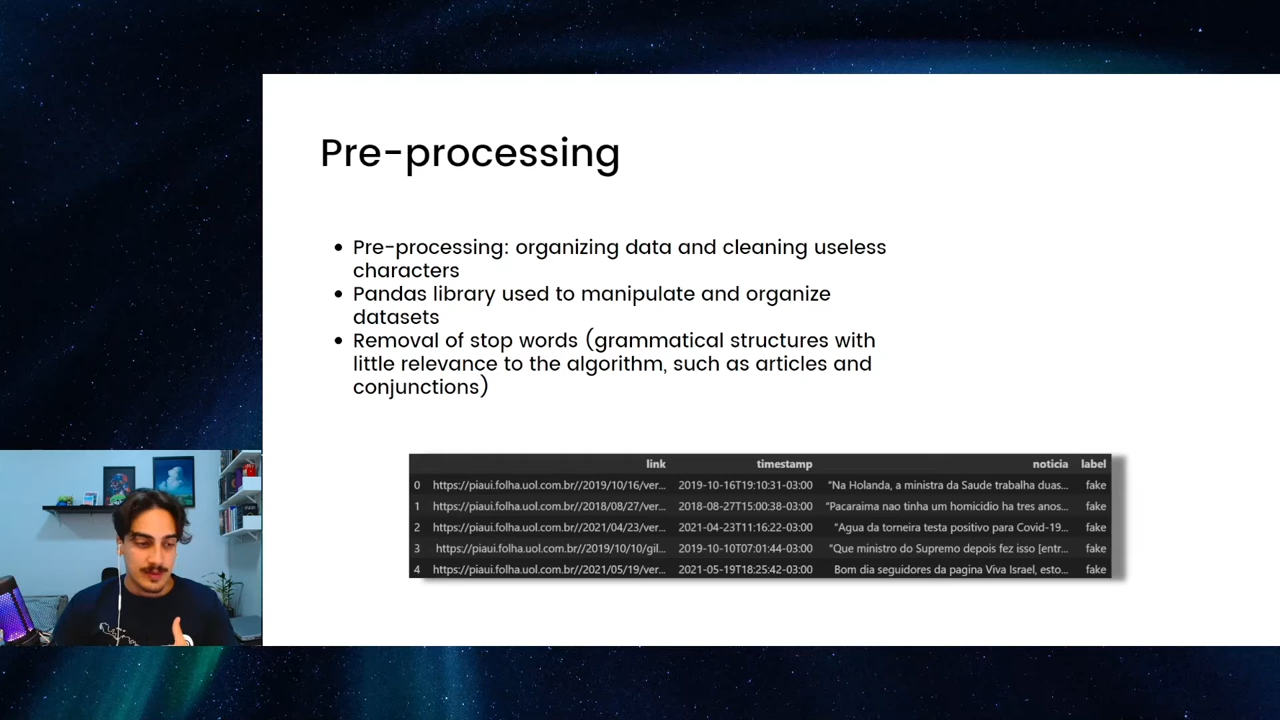 Pre-processing
• Pre-processing: organizing data and cleaning useless
characters
• Pandas library used to manipulate and organize
datasets
• Removal of stop words (grammatical structures with
little relevance to the algorithm, such as articles and
conjunctions)
link timestamp noticia label
0 https://piaui.folha.uol.com.br//2019/10/16/ver... 2019-10-16T19:10:31-03:00 "Na Holanda, a ministra da Saude trabalha duas... fake
1 https://piaui.folha.uol.com.br//2018/08/27/ver... 2018-08-27T15:00:38-03:00 "Pacaraima nao tinha um homicidio ha tres anos... fake
2 https://piaui.folha.uol.com.br//2021/04/23/ver... 2021-04-23T11:16:22-03:00 "Agua da torneira testa positivo para Covid-19... fake
3 https://piaui.folha.uol.com.br//2019/10/10/gil... 2019-10-10T07:01:44-03:00 "Que ministro do Supremo depois fez isso [entr... fake
4 https://piaui.folha.uol.com.br//2021/05/19/ver... 2021-05-19T18:25:42-03:00 Bom dia seguidores da pagina Viva Israel, esto... fake